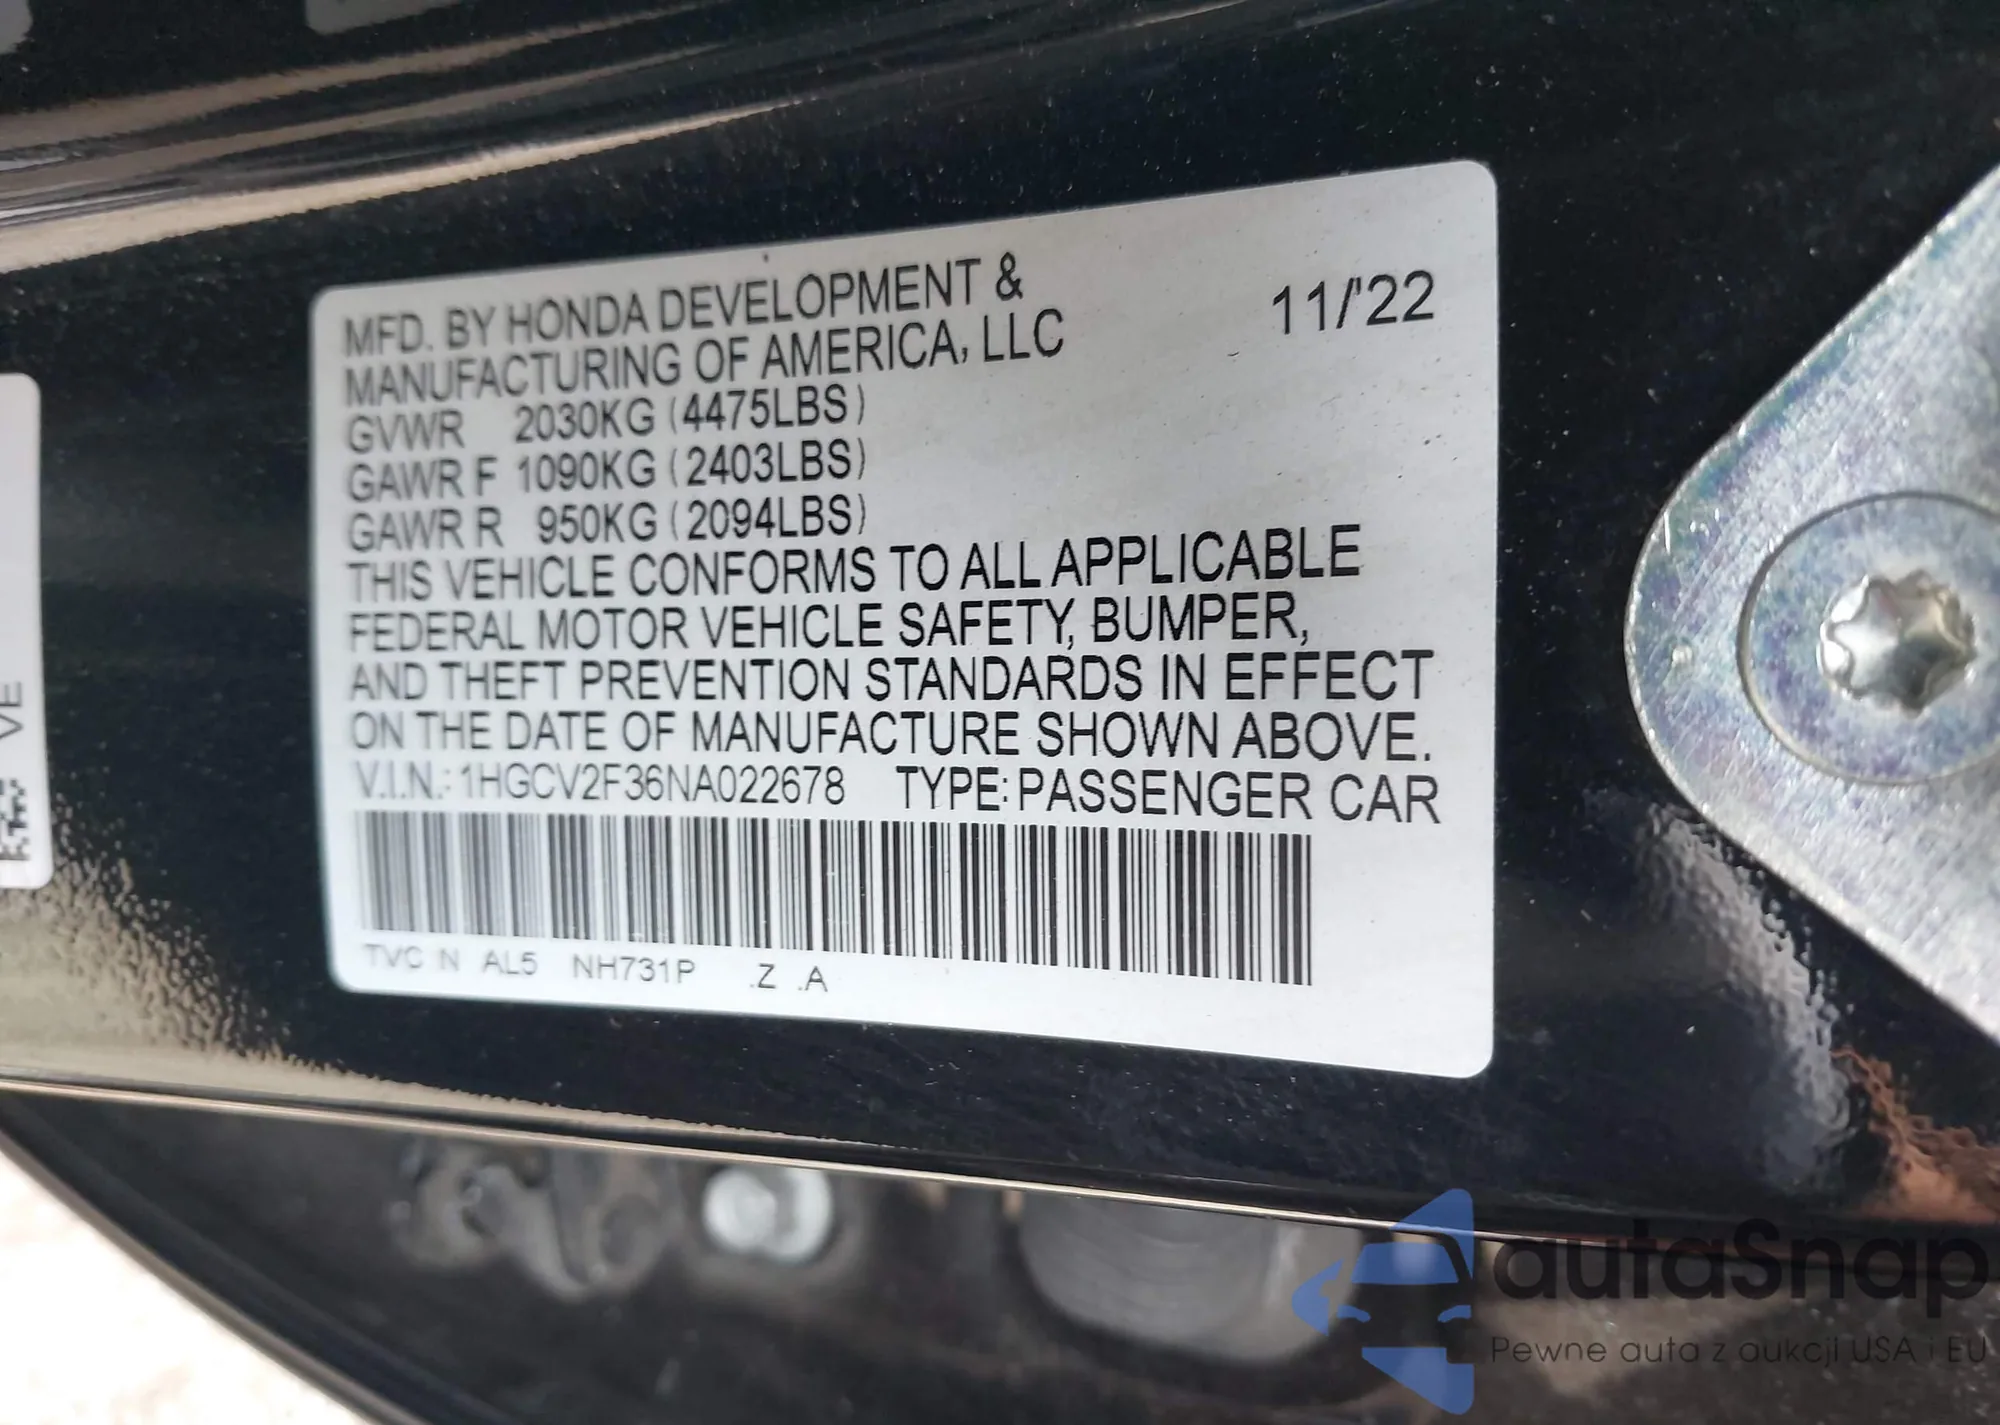 MFD. BY HONDA DEVELOPMENT &
MANUFACTURING OF AMERICA, LLC
11/'22
GVWR 2030KG (4475LBS)
GAWR F 1090KG (2403LBS)
GAWR R 950KG (2094LBS)
THIS VEHICLE CONFORMS TO ALL APPLICABLE
FEDERAL MOTOR VEHICLE SAFETY, BUMPER,
AND THEFT PREVENTION STANDARDS IN EFFECT
ON THE DATE OF MANUFACTURE SHOWN ABOVE.
V.I.N.: 1HGCV2F36NA022678 TYPE: PASSENGER CAR
TVC N AL5 NH731P .Z .A
VE
autaSnap
Pewne auta z aukcji USA i EU